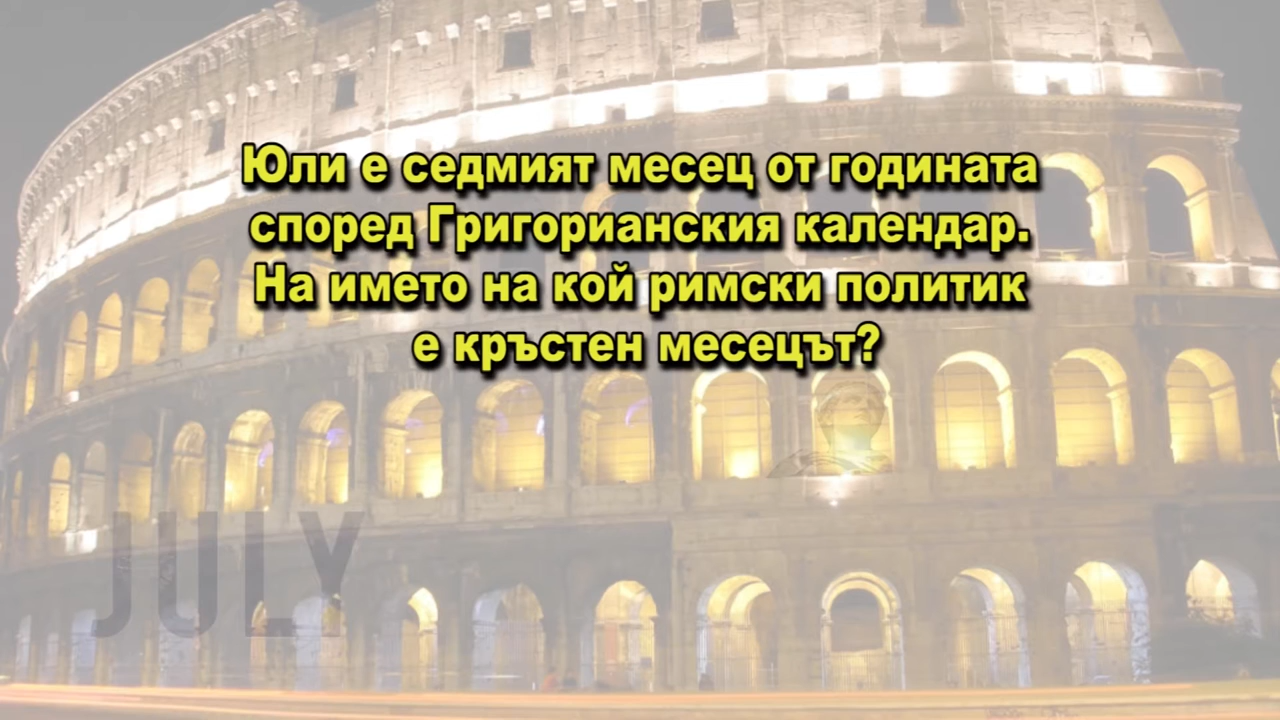 Юли е седмият месец от годината
според Григорианския календар.
На името на кой римски политик
е кръстен месецът?
JULY